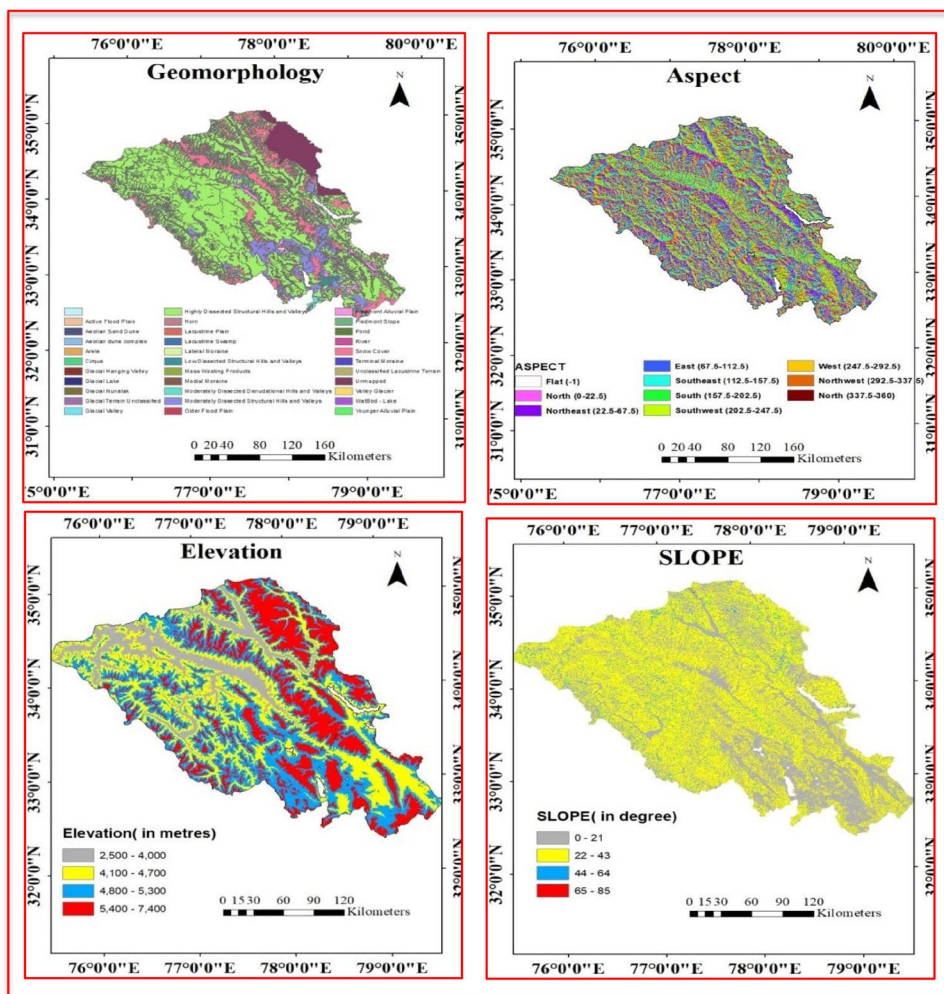 76°0'0"E 78°0'0"E 80°0'0"E
Geomorphology
N
35°0'0"N
34°0'0"N
33°0'0"N
32°0'0"N
31°0'0"N
Active Flood Plain
Aeolian Sand Dune
Aeolian dune complex
Arete
Cirque
Glacial Hanging Valley
Glacial Lake
Glacial Nunatak
Glacial Terrain Unclassified
Glacial Valley
Highly Dissected Structural Hills and Valleys
Horn
Lacustrine Plain
Lacustrine Swamp
Lateral Moraine
Low Dissected Structural Hills and Valleys
Mass Wasting Products
Medial Moraine
Moderately Dissected Denudational Hills and Valleys
Moderately Dissected Structural Hills and Valleys
Older Flood Plain
Piedmont Alluvial Plain
Piedmont Slope
Pond
River
Snow Cover
Terminal Moraine
Unclassified Lacustrine Terrain
Unmapped
Valley Glacier
WatBod - Lake
Younger Alluvial Plain
0 20 40 80 120 160
Kilometers
75°0'0"E 77°0'0"E 79°0'0"E
76°0'0"E 78°0'0"E 80°0'0"E
Aspect
N
35°0'0"N
34°0'0"N
33°0'0"N
32°0'0"N
31°0'0"N
ASPECT
Flat (-1)
North (0-22.5)
Northeast (22.5-67.5)
East (67.5-112.5)
Southeast (112.5-157.5)
South (157.5-202.5)
Southwest (202.5-247.5)
West (247.5-292.5)
Northwest (292.5-337.5)
North (337.5-360)
0 20 40 80 120 160
Kilometers
75°0'0"E 77°0'0"E 79°0'0"E
76°0'0"E 77°0'0"E 78°0'0"E 79°0'0"E
Elevation
N
35°0'0"N
34°0'0"N
33°0'0"N
32°0'0"N
Elevation( in metres)
2,500 - 4,000
4,100 - 4,700
4,800 - 5,300
5,400 - 7,400
0 15 30 60 90 120
Kilometers
76°0'0"E 77°0'0"E 78°0'0"E 79°0'0"E
76°0'0"E 77°0'0"E 78°0'0"E 79°0'0"E
SLOPE
N
35°0'0"N
34°0'0"N
33°0'0"N
32°0'0"N
SLOPE( in degree)
0 - 21
22 - 43
44 - 64
65 - 85
0 15 30 60 90 120
Kilometers
76°0'0"E 77°0'0"E 78°0'0"E 79°0'0"E